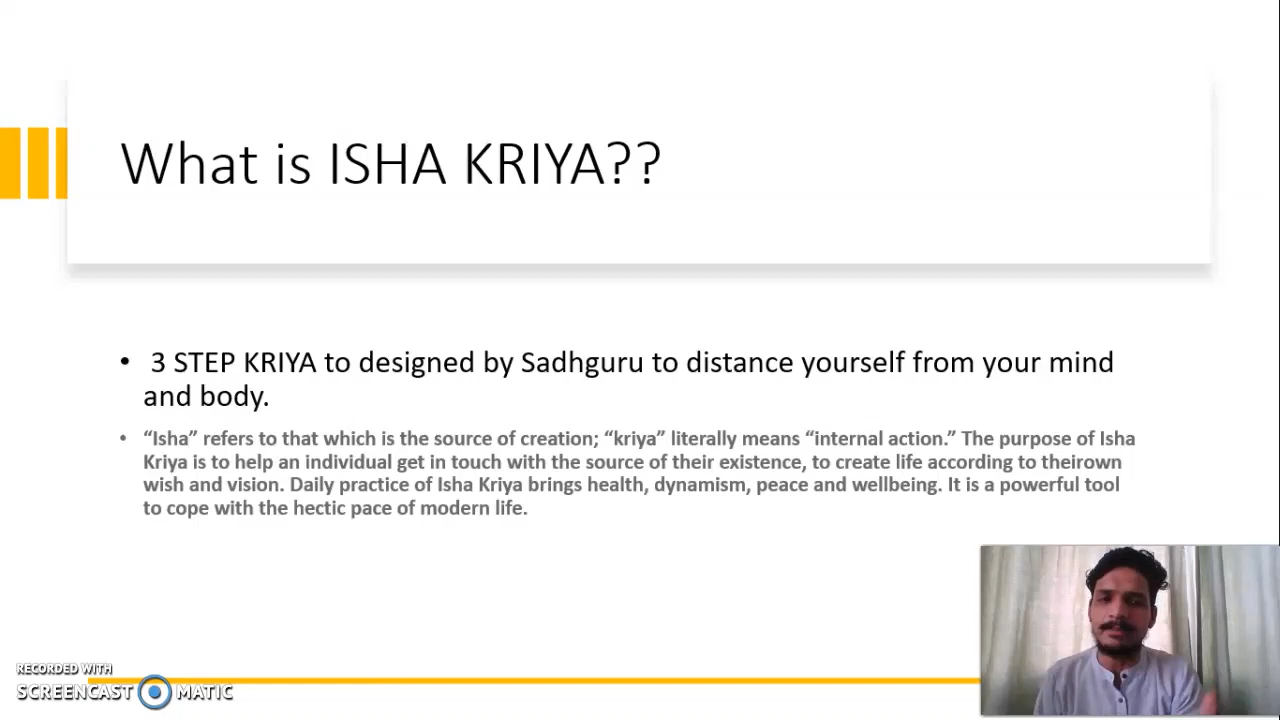 What is ISHA KRIYA??
• 3 STEP KRIYA to designed by Sadhguru to distance yourself from your mind
and body.
• “Isha” refers to that which is the source of creation; “kriya” literally means “internal action.” The purpose of Isha
Kriya is to help an individual get in touch with the source of their existence, to create life according to theirown
wish and vision. Daily practice of Isha Kriya brings health, dynamism, peace and wellbeing. It is a powerful tool
to cope with the hectic pace of modern life.
RECORDED WITH
SCREENCAST MATIC